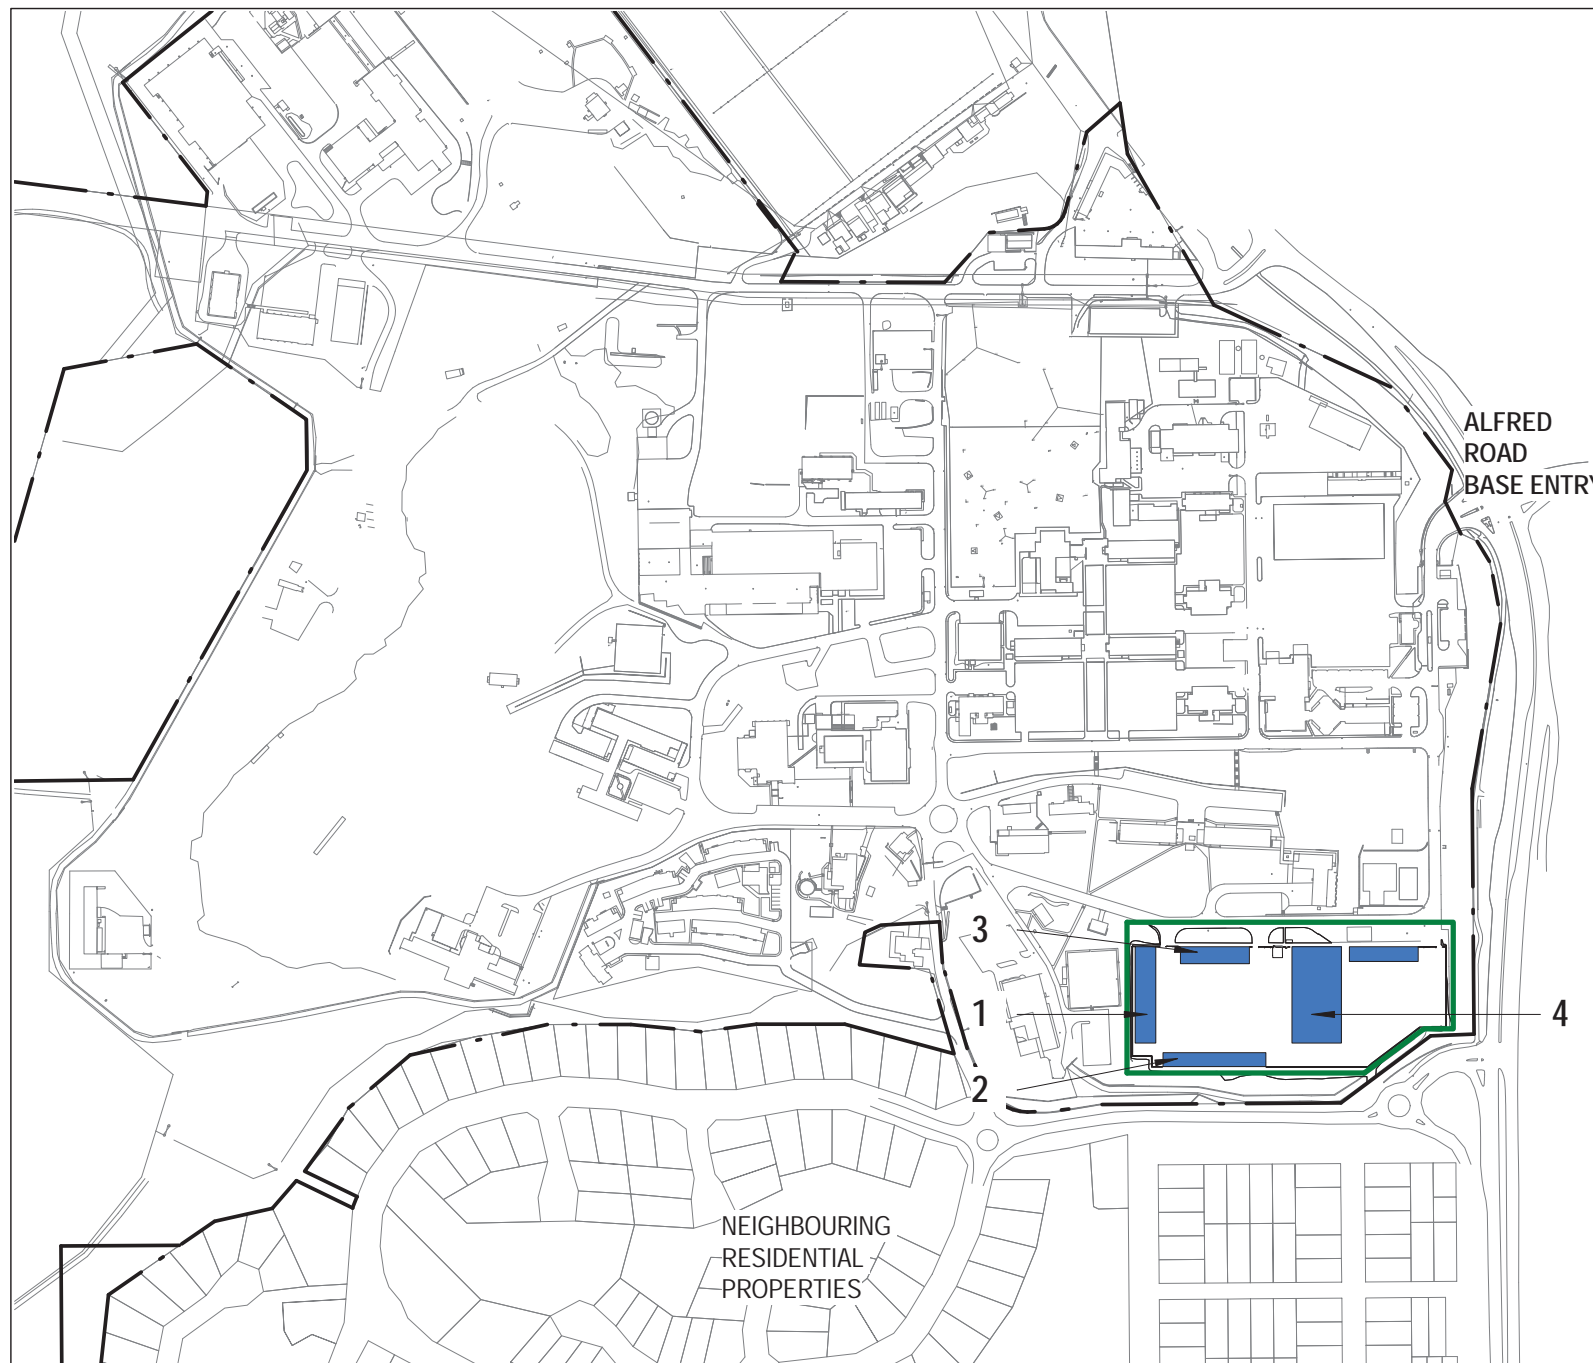 ALFRED
ROAD
BASE ENTRY
3
1
4
2
NEIGHBOURING
RESIDENTIAL
PROPERTIES